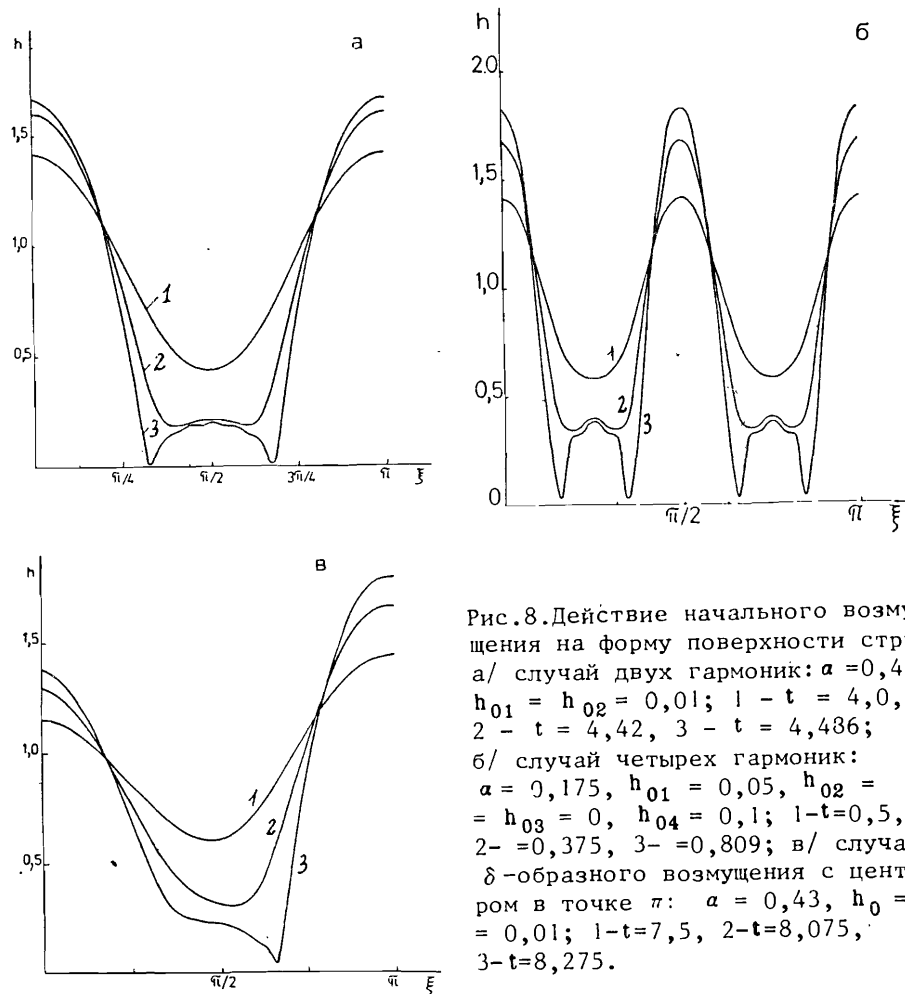 h
а
1,5
1,0
0,5
1
2
3
π/4
π/2
3π/4
π
ξ
б
2.0
1,5
1,0
0,5
0
1
2
3
π/2
π
ξ
h
в
1,5
1,0
0,5
1
2
3
π/2
π
ξ
Рис.8.Действие начального возму
щения на форму поверхности стр
а/ случай двух гармоник: a =0,4
h01 = h02 = 0,01; 1 - t = 4,0,
2 - t = 4,42, 3 - t = 4,486;
б/ случай четырех гармоник:
a = 0,175, h01 = 0,05, h02 =
= h03 = 0, h04 = 0,1; 1-t=0,5,
2- =0,375, 3- =0,809; в/ случа
δ-образного возмущения с цент
ром в точке π: a = 0,43, h0 =
= 0,01; 1-t=7,5, 2-t=8,075,
3-t=8,275.